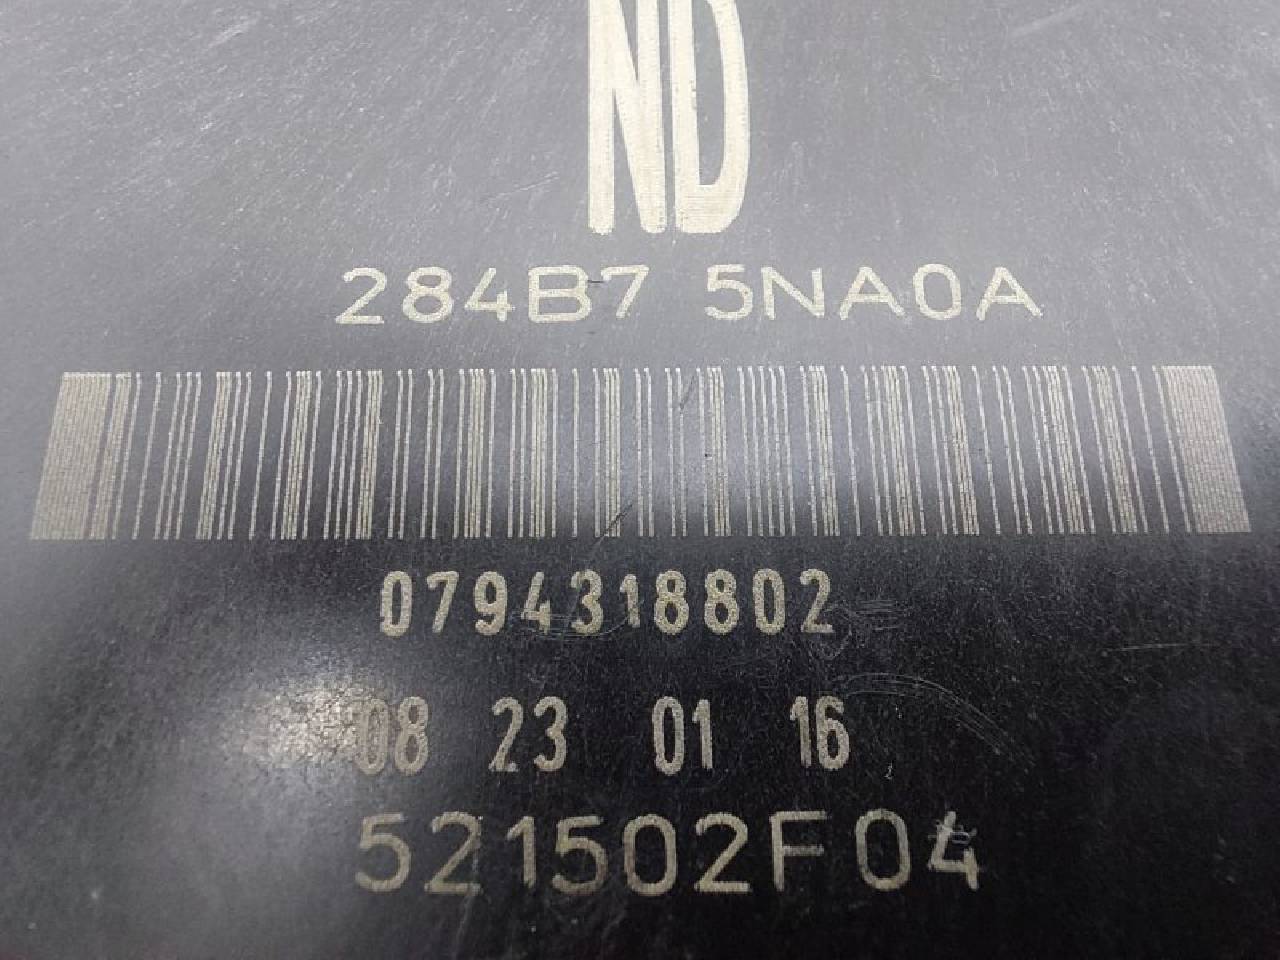 ND
284B7 5NA0A
0794318802
08 23 01 16
521502F04